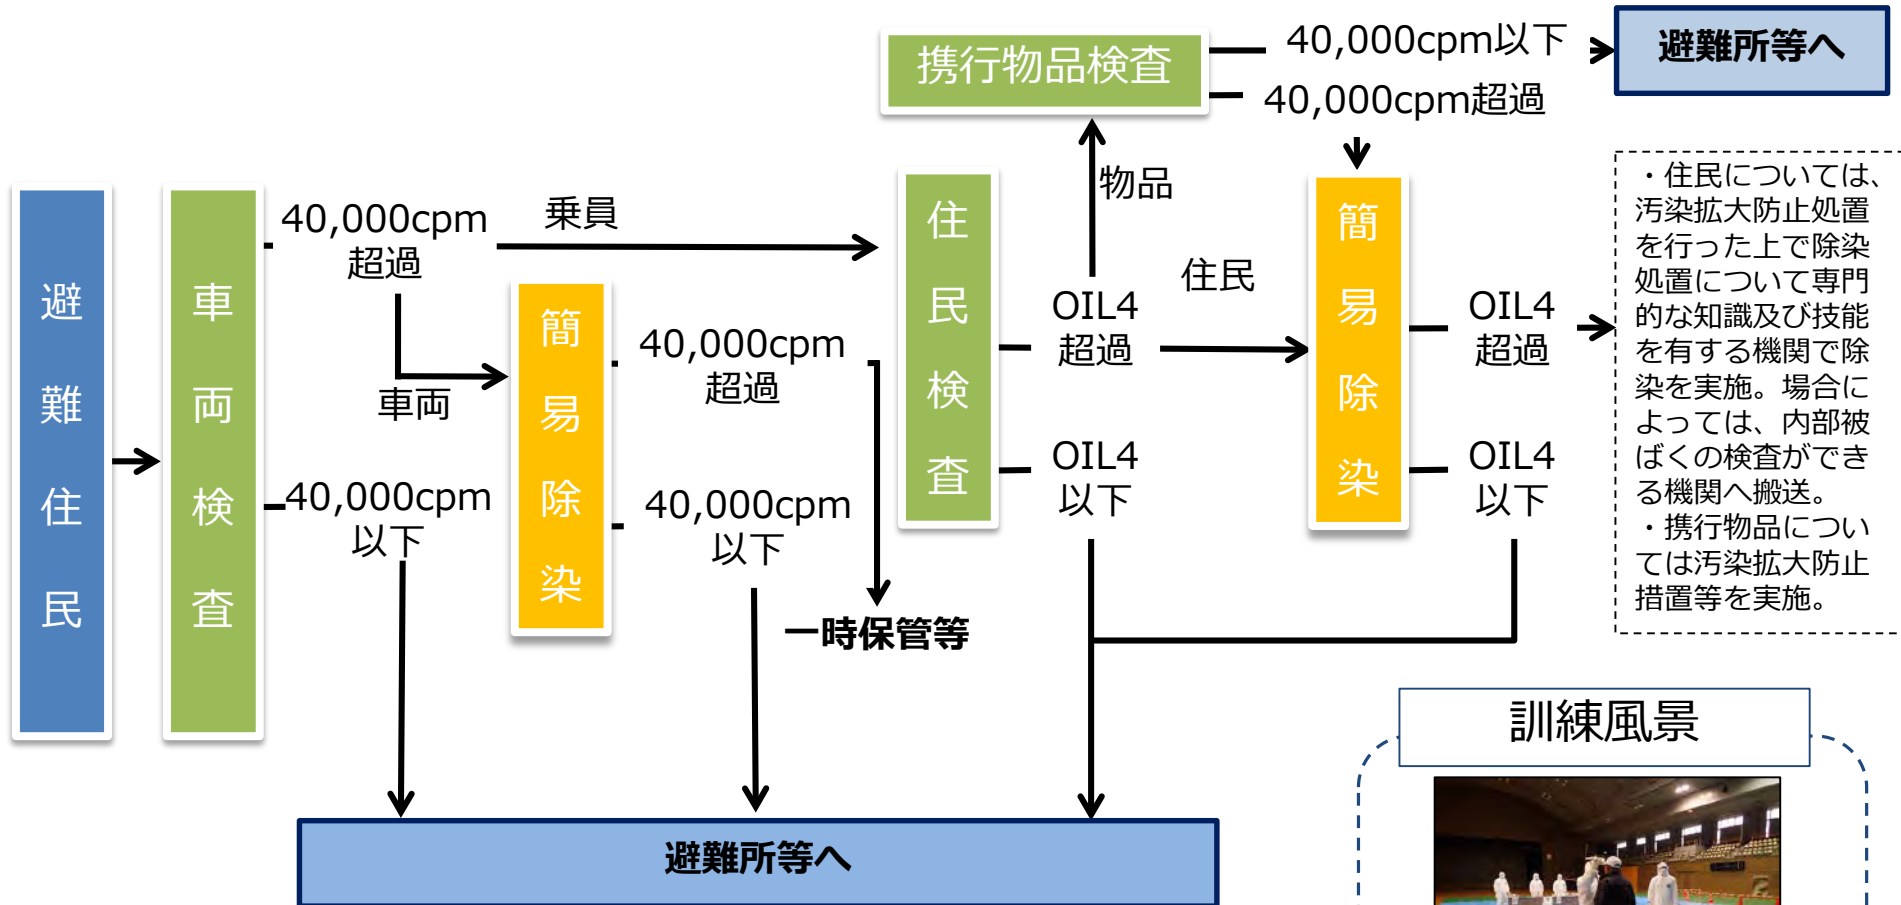 避難住民
車両検査
40,000cpm
超過
乗員
車両
40,000cpm
以下
簡易除染
40,000cpm
超過
40,000cpm
以下
一時保管等
住民検査
物品
携行物品検査
40,000cpm以下
40,000cpm超過
避難所等へ
OIL4
超過
住民
OIL4
以下
簡易除染
OIL4
超過
OIL4
以下
・住民については、
汚染拡大防止処置
を行った上で除染
処置について専門
的な知識及び技能
を有する機関で除
染を実施。場合に
よっては、内部被
ばくの検査ができ
る機関へ搬送。
・携行物品につい
ては汚染拡大防止
措置等を実施。
避難所等へ
訓練風景